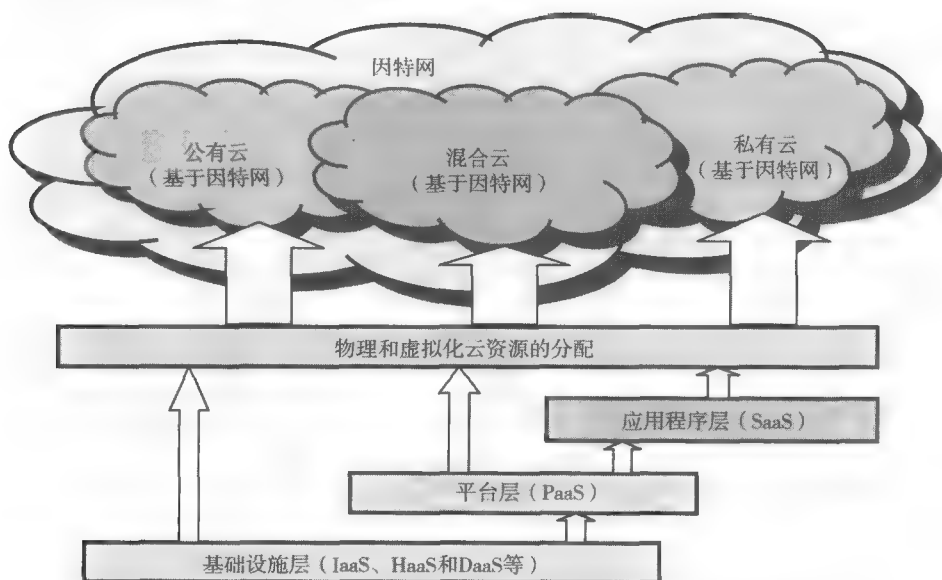 因特网
公有云
（基于因特网）
混合云
（基于因特网）
私有云
（基于因特网）
物理和虚拟化云资源的分配
应用程序层（SaaS）
平台层（PaaS）
基础设施层（IaaS、HaaS和DaaS等）